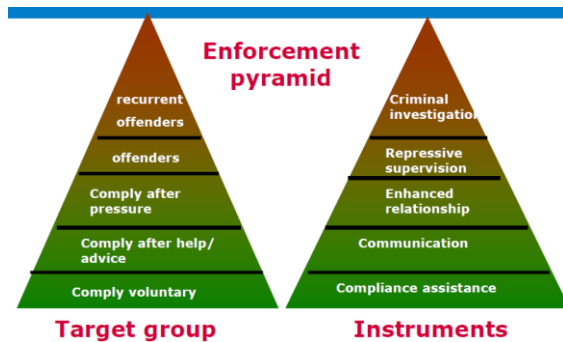 Enforcement
pyramid
recurrent
offenders
offenders
Comply after
pressure
Comply after help/
advice
Comply voluntary
Target group
Criminal
investigation
Repressive
supervision
Enhanced
relationship
Communication
Compliance assistance
Instruments